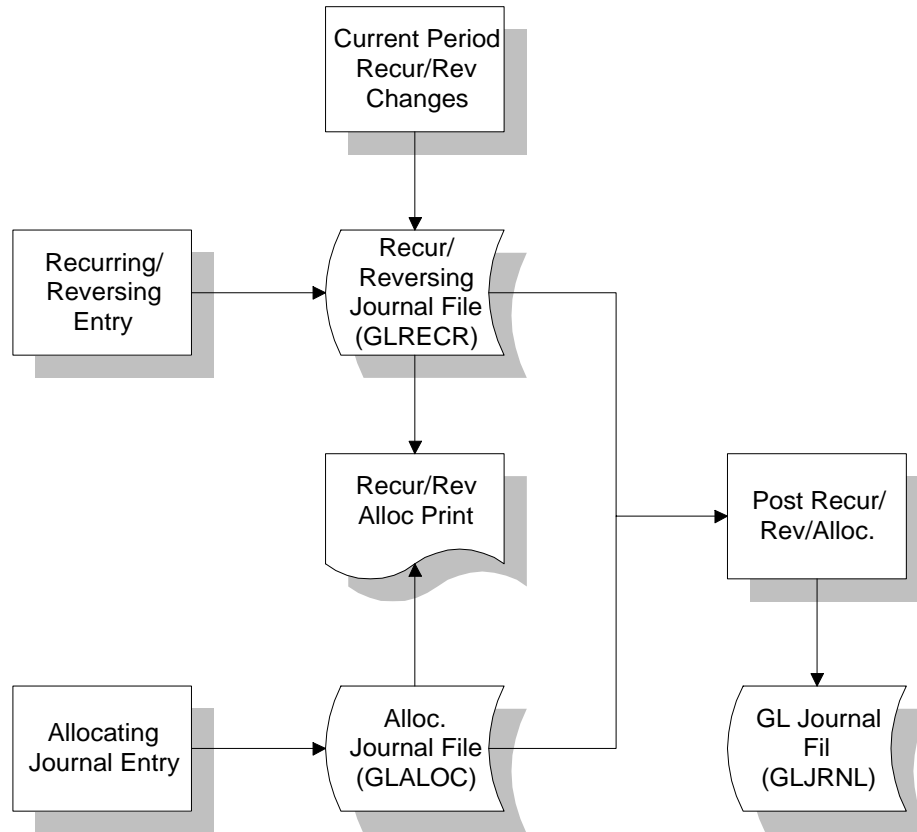 Current Period
Recur/Rev
Changes
Recurring/
Reversing
Entry
Recur/
Reversing
Journal File
(GLRECR)
Recur/Rev
Alloc Print
Post Recur/
Rev/Alloc.
Allocating
Journal Entry
Alloc.
Journal File
(GLALOC)
GL Journal
Fil
(GLJRNL)